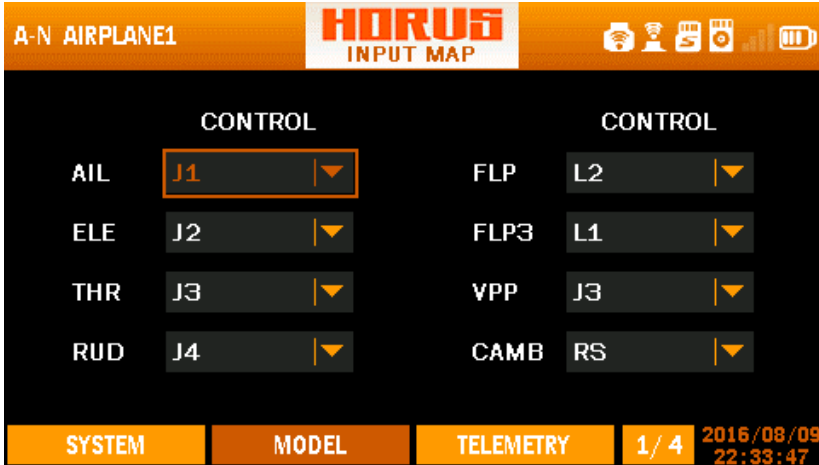 A-N AIRPLANE1
HORUS
INPUT MAP
CONTROL CONTROL
AIL J1 FLP L2
ELE J2 FLP3 L1
THR J3 VPP J3
RUD J4 CAMB RS
SYSTEM MODEL TELEMETRY 1/4 2016/08/09
22:33:47